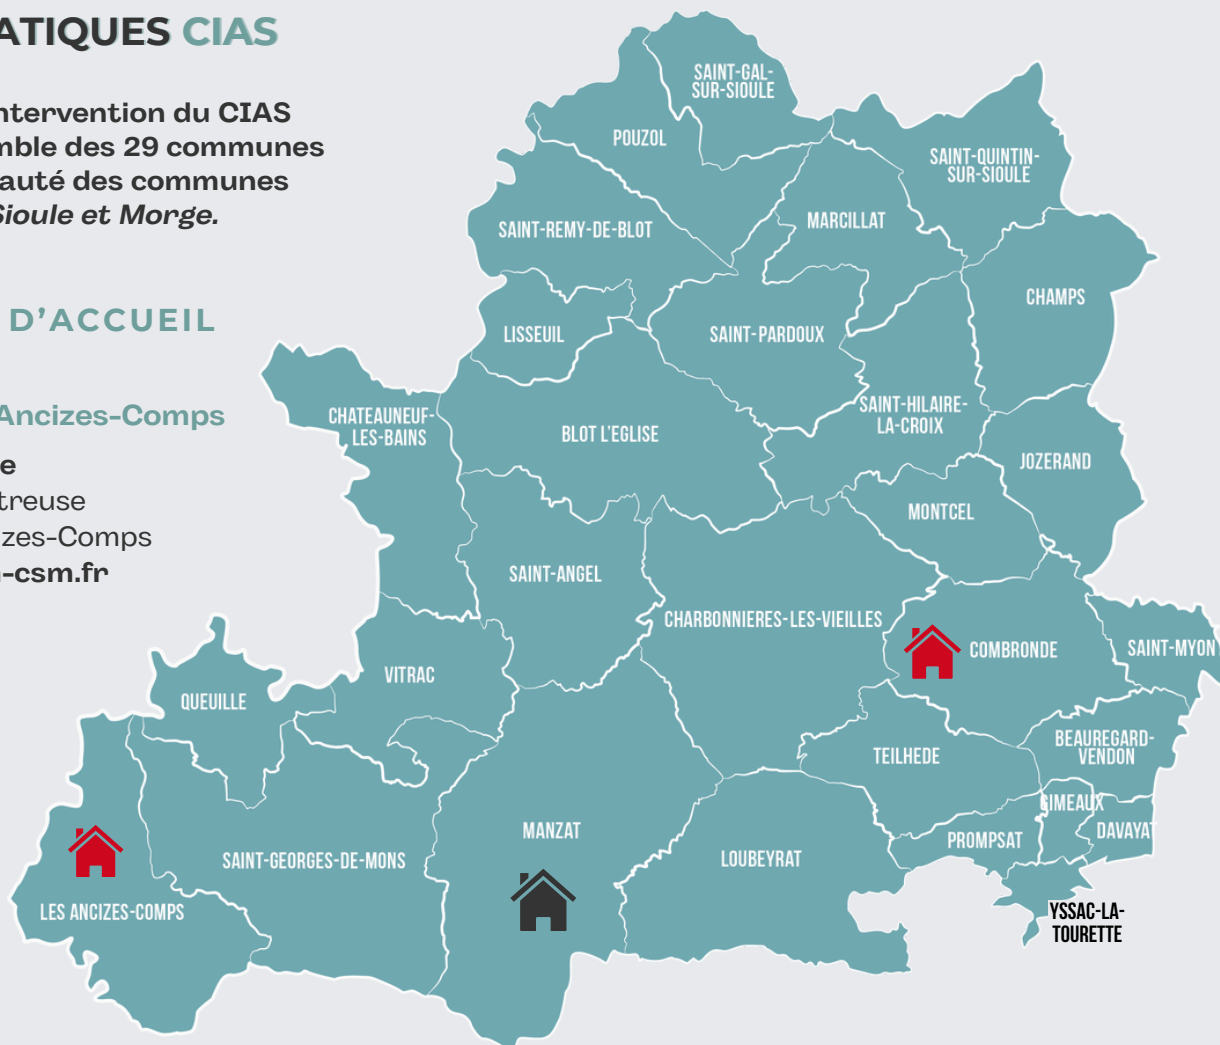 ATIQUES CIAS
ntervention du CIAS
mble des 29 communes
auté des communes
Sioule et Morge.
D'ACCUEIL
Ancizes-Comps
e
treuse
izes-Comps
-csm.fr
SAINT-GAL-
SUR-SIOULE
POUZOL
SAINT-QUINTIN-
SUR-SIOULE
SAINT-REMY-DE-BLOT
MARCILLAT
CHAMPS
LISSEUIL
SAINT-PARDOUX
CHATEAUNEUF-
LES-BAINS
BLOT L'EGLISE
SAINT-HILAIRE-
LA-CROIX
JOZERAND
MONTCEL
SAINT-ANGEL
CHARBONNIERES-LES-VIEILLES
COMBRONDE
SAINT-MYON
VITRAC
QUEUILLE
TEILHEDE
BEAUREGARD-
VENDON
GIMEAUX
MANZAT
PROMPSAT
DAVAYAT
SAINT-GEORGES-DE-MONS
LOUBEYRAT
LES ANCIZES-COMPS
YSSAC-LA-
TOURETTE